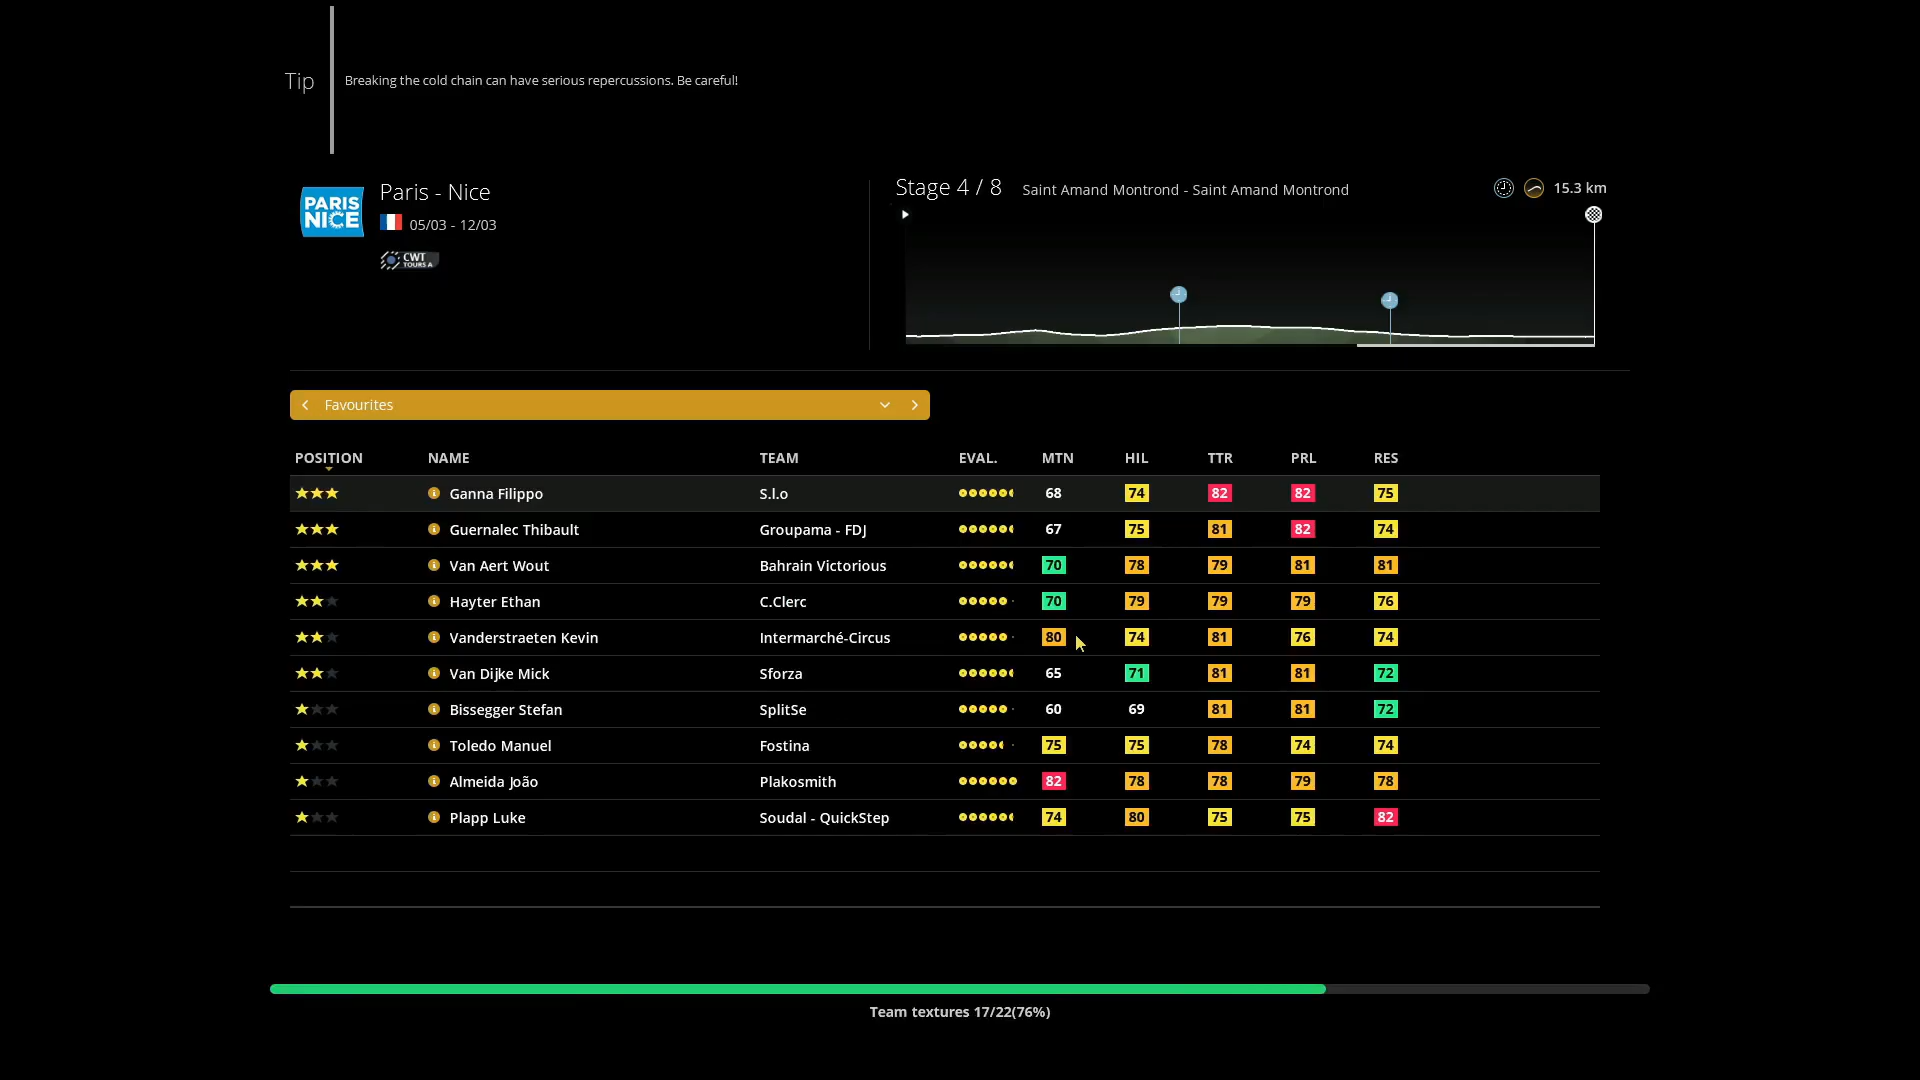 Tip
Breaking the cold chain can have serious repercussions. Be careful!
PARIS NICE
Paris - Nice
05/03 - 12/03
CWT TOURS A
Stage 4 / 8 Saint Amand Montrond - Saint Amand Montrond 15.3 km
Favourites
POSITION NAME TEAM EVAL. MTN HIL TTR PRL RES
Ganna Filippo S.l.o 68 74 82 82 75
Guernalec Thibault Groupama - FDJ 67 75 81 82 74
Van Aert Wout Bahrain Victorious 70 78 79 81 81
Hayter Ethan C.Clerc 70 79 79 79 76
Vanderstraeten Kevin Intermarché-Circus 80 74 81 76 74
Van Dijke Mick Sforza 65 71 81 81 72
Bissegger Stefan SplitSe 60 69 81 81 72
Toledo Manuel Fostina 75 75 78 74 74
Almeida João Plakosmith 82 78 78 79 78
Plapp Luke Soudal - QuickStep 74 80 75 75 82
Team textures 17/22(76%)